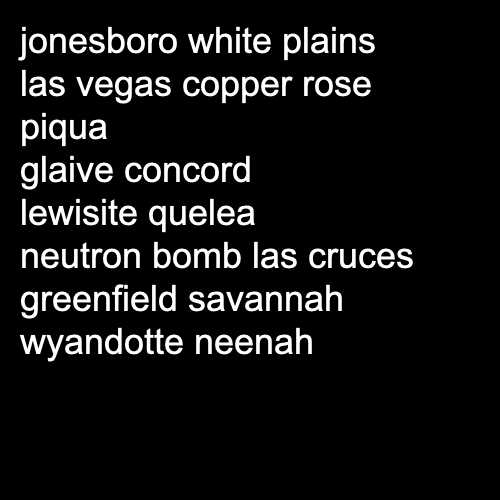 jonesboro white plains
las vegas copper rose
piqua
glaive concord
lewisite quelea
neutron bomb las cruces
greenfield savannah
wyandotte neenah